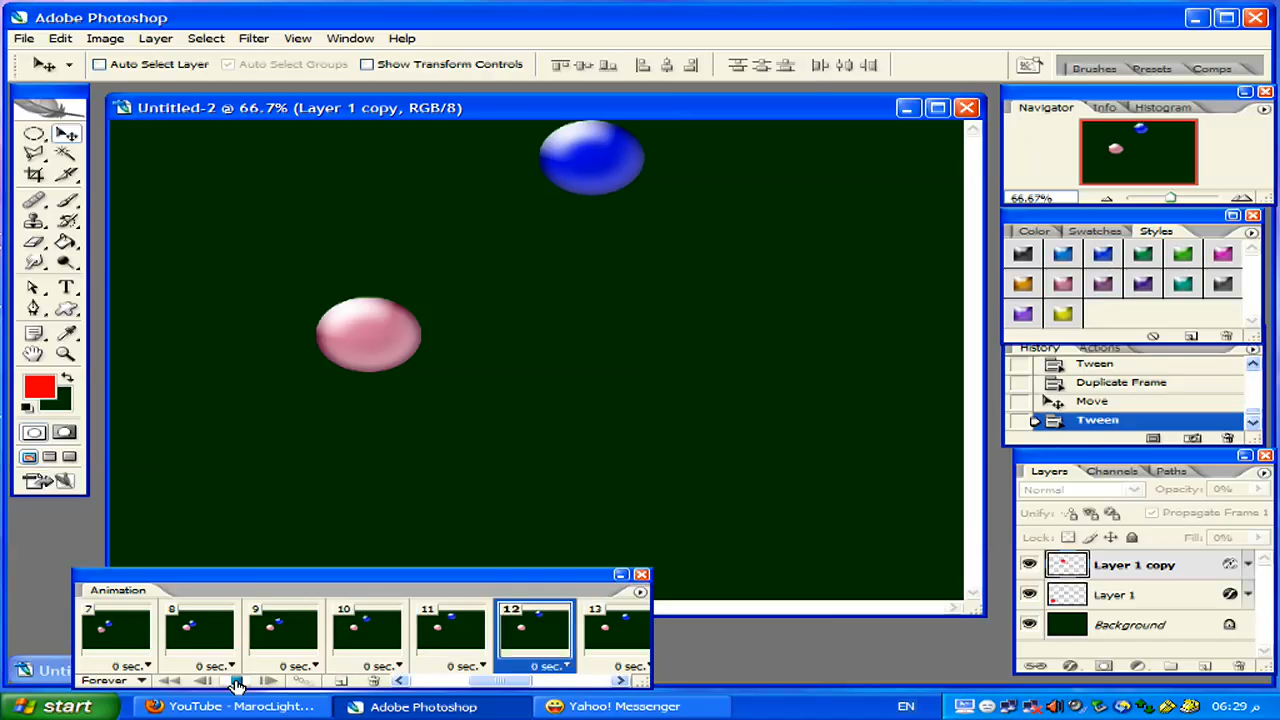 Adobe Photoshop
File Edit Image Layer Select Filter View Window Help
Auto Select Layer Auto Select Groups Show Transform Controls
Brushes Presets Comps
Untitled-2 @ 66.7% (Layer 1 copy, RGB/8)
Navigator Info Histogram
66.67%
Color Swatches Styles
History Actions
Tween
Duplicate Frame
Move
Tween
Layers Channels Paths
Normal Opacity: 0%
Unify: Propagate Frame 1
Lock: Fill: 0%
Layer 1 copy
Layer 1
Background
Animation
7 8 9 10 11 12 13
0 sec. 0 sec. 0 sec. 0 sec. 0 sec. 0 sec. 0 sec.
Forever
start YouTube - MarocLight... Adobe Photoshop Yahoo! Messenger EN 06:29 م